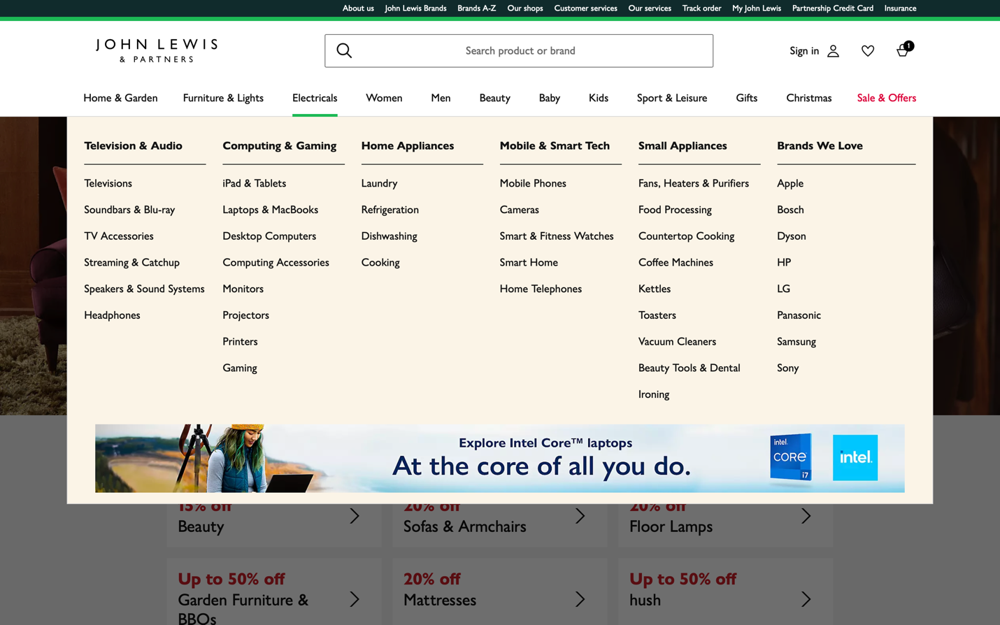 About us John Lewis Brands Brands A-Z Our shops Customer services Our services Track order My John Lewis Partnership Credit Card Insurance
JOHN LEWIS
& PARTNERS
Search product or brand
Sign in
1
Home & Garden Furniture & Lights Electricals Women Men Beauty Baby Kids Sport & Leisure Gifts Christmas Sale & Offers
Television & Audio
Televisions
Soundbars & Blu-ray
TV Accessories
Streaming & Catchup
Speakers & Sound Systems
Headphones
Computing & Gaming
iPad & Tablets
Laptops & MacBooks
Desktop Computers
Computing Accessories
Monitors
Projectors
Printers
Gaming
Home Appliances
Laundry
Refrigeration
Dishwashing
Cooking
Mobile & Smart Tech
Mobile Phones
Cameras
Smart & Fitness Watches
Smart Home
Home Telephones
Small Appliances
Fans, Heaters & Purifiers
Food Processing
Countertop Cooking
Coffee Machines
Kettles
Toasters
Vacuum Cleaners
Beauty Tools & Dental
Ironing
Brands We Love
Apple
Bosch
Dyson
HP
LG
Panasonic
Samsung
Sony
Explore Intel Core™ laptops
At the core of all you do.
intel.
CORE
i7
intel.
15% off
Beauty
20% off
Sofas & Armchairs
20% off
Floor Lamps
Up to 50% off
Garden Furniture &
BBQs
20% off
Mattresses
Up to 50% off
hush